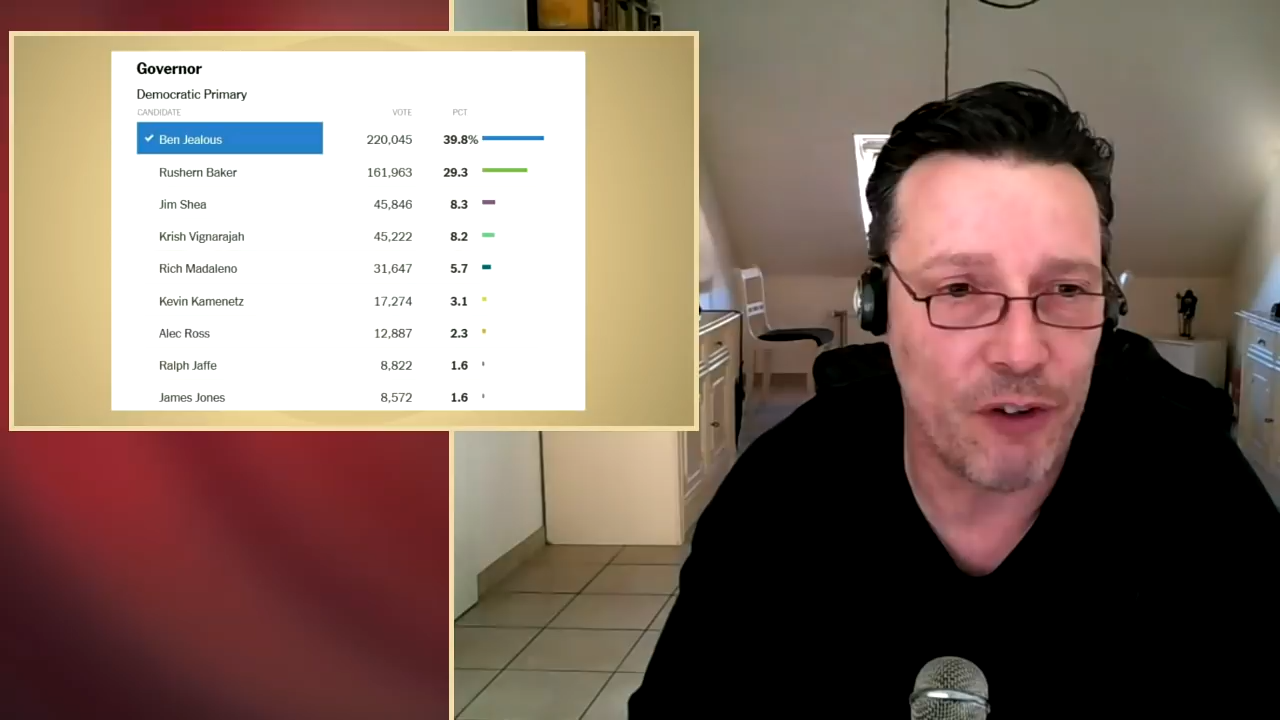 Governor
Democratic Primary
CANDIDATE VOTE PCT
Ben Jealous 220,045 39.8%
Rushern Baker 161,963 29.3
Jim Shea 45,846 8.3
Krish Vignarajah 45,222 8.2
Rich Madaleno 31,647 5.7
Kevin Kamenetz 17,274 3.1
Alec Ross 12,887 2.3
Ralph Jaffe 8,822 1.6
James Jones 8,572 1.6